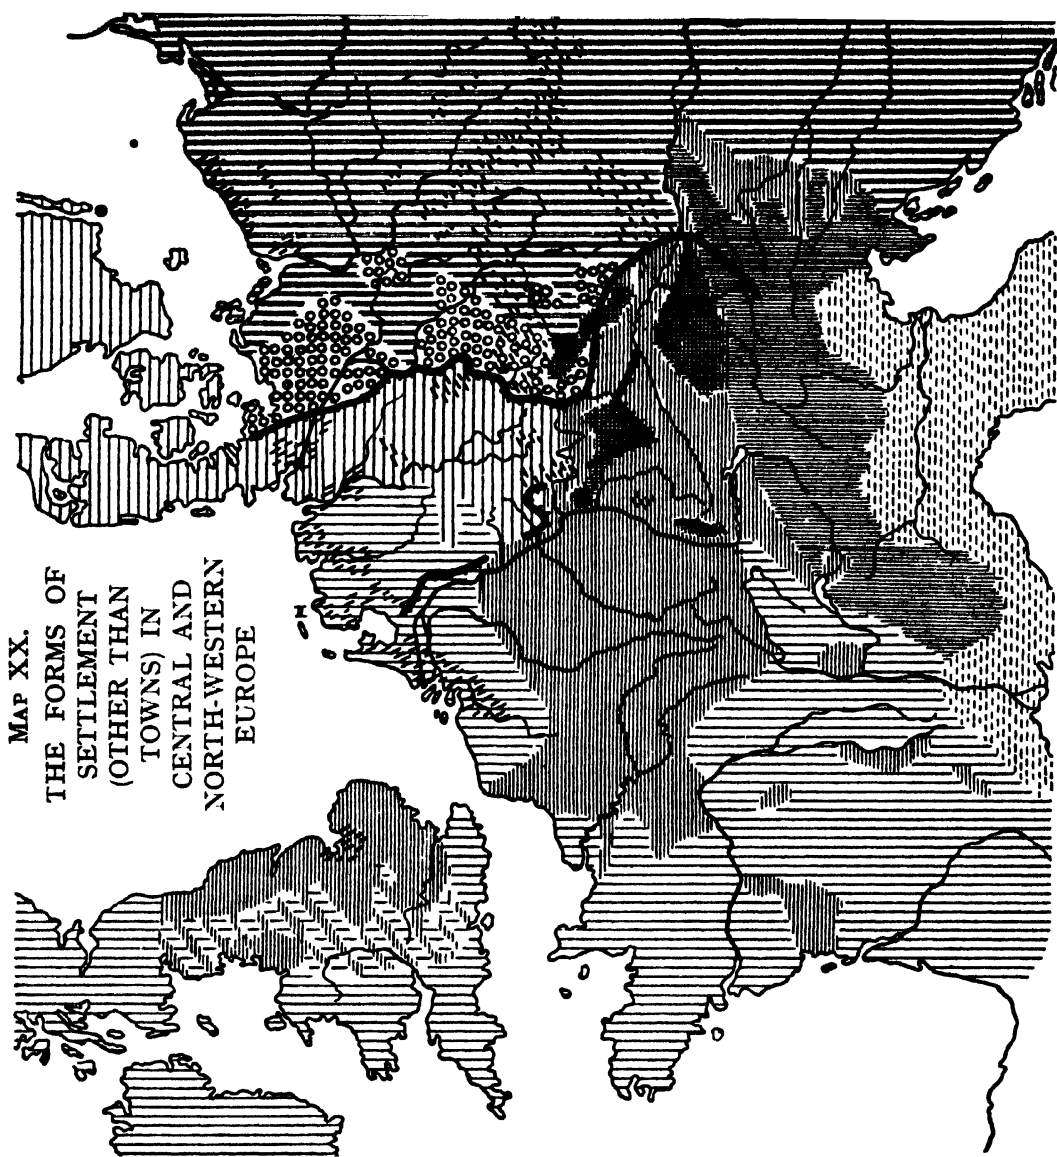 MAP XX.
THE FORMS OF
SETTLEMENT
(OTHER THAN
TOWNS) IN
CENTRAL AND
NORTH-WESTERN
EUROPE